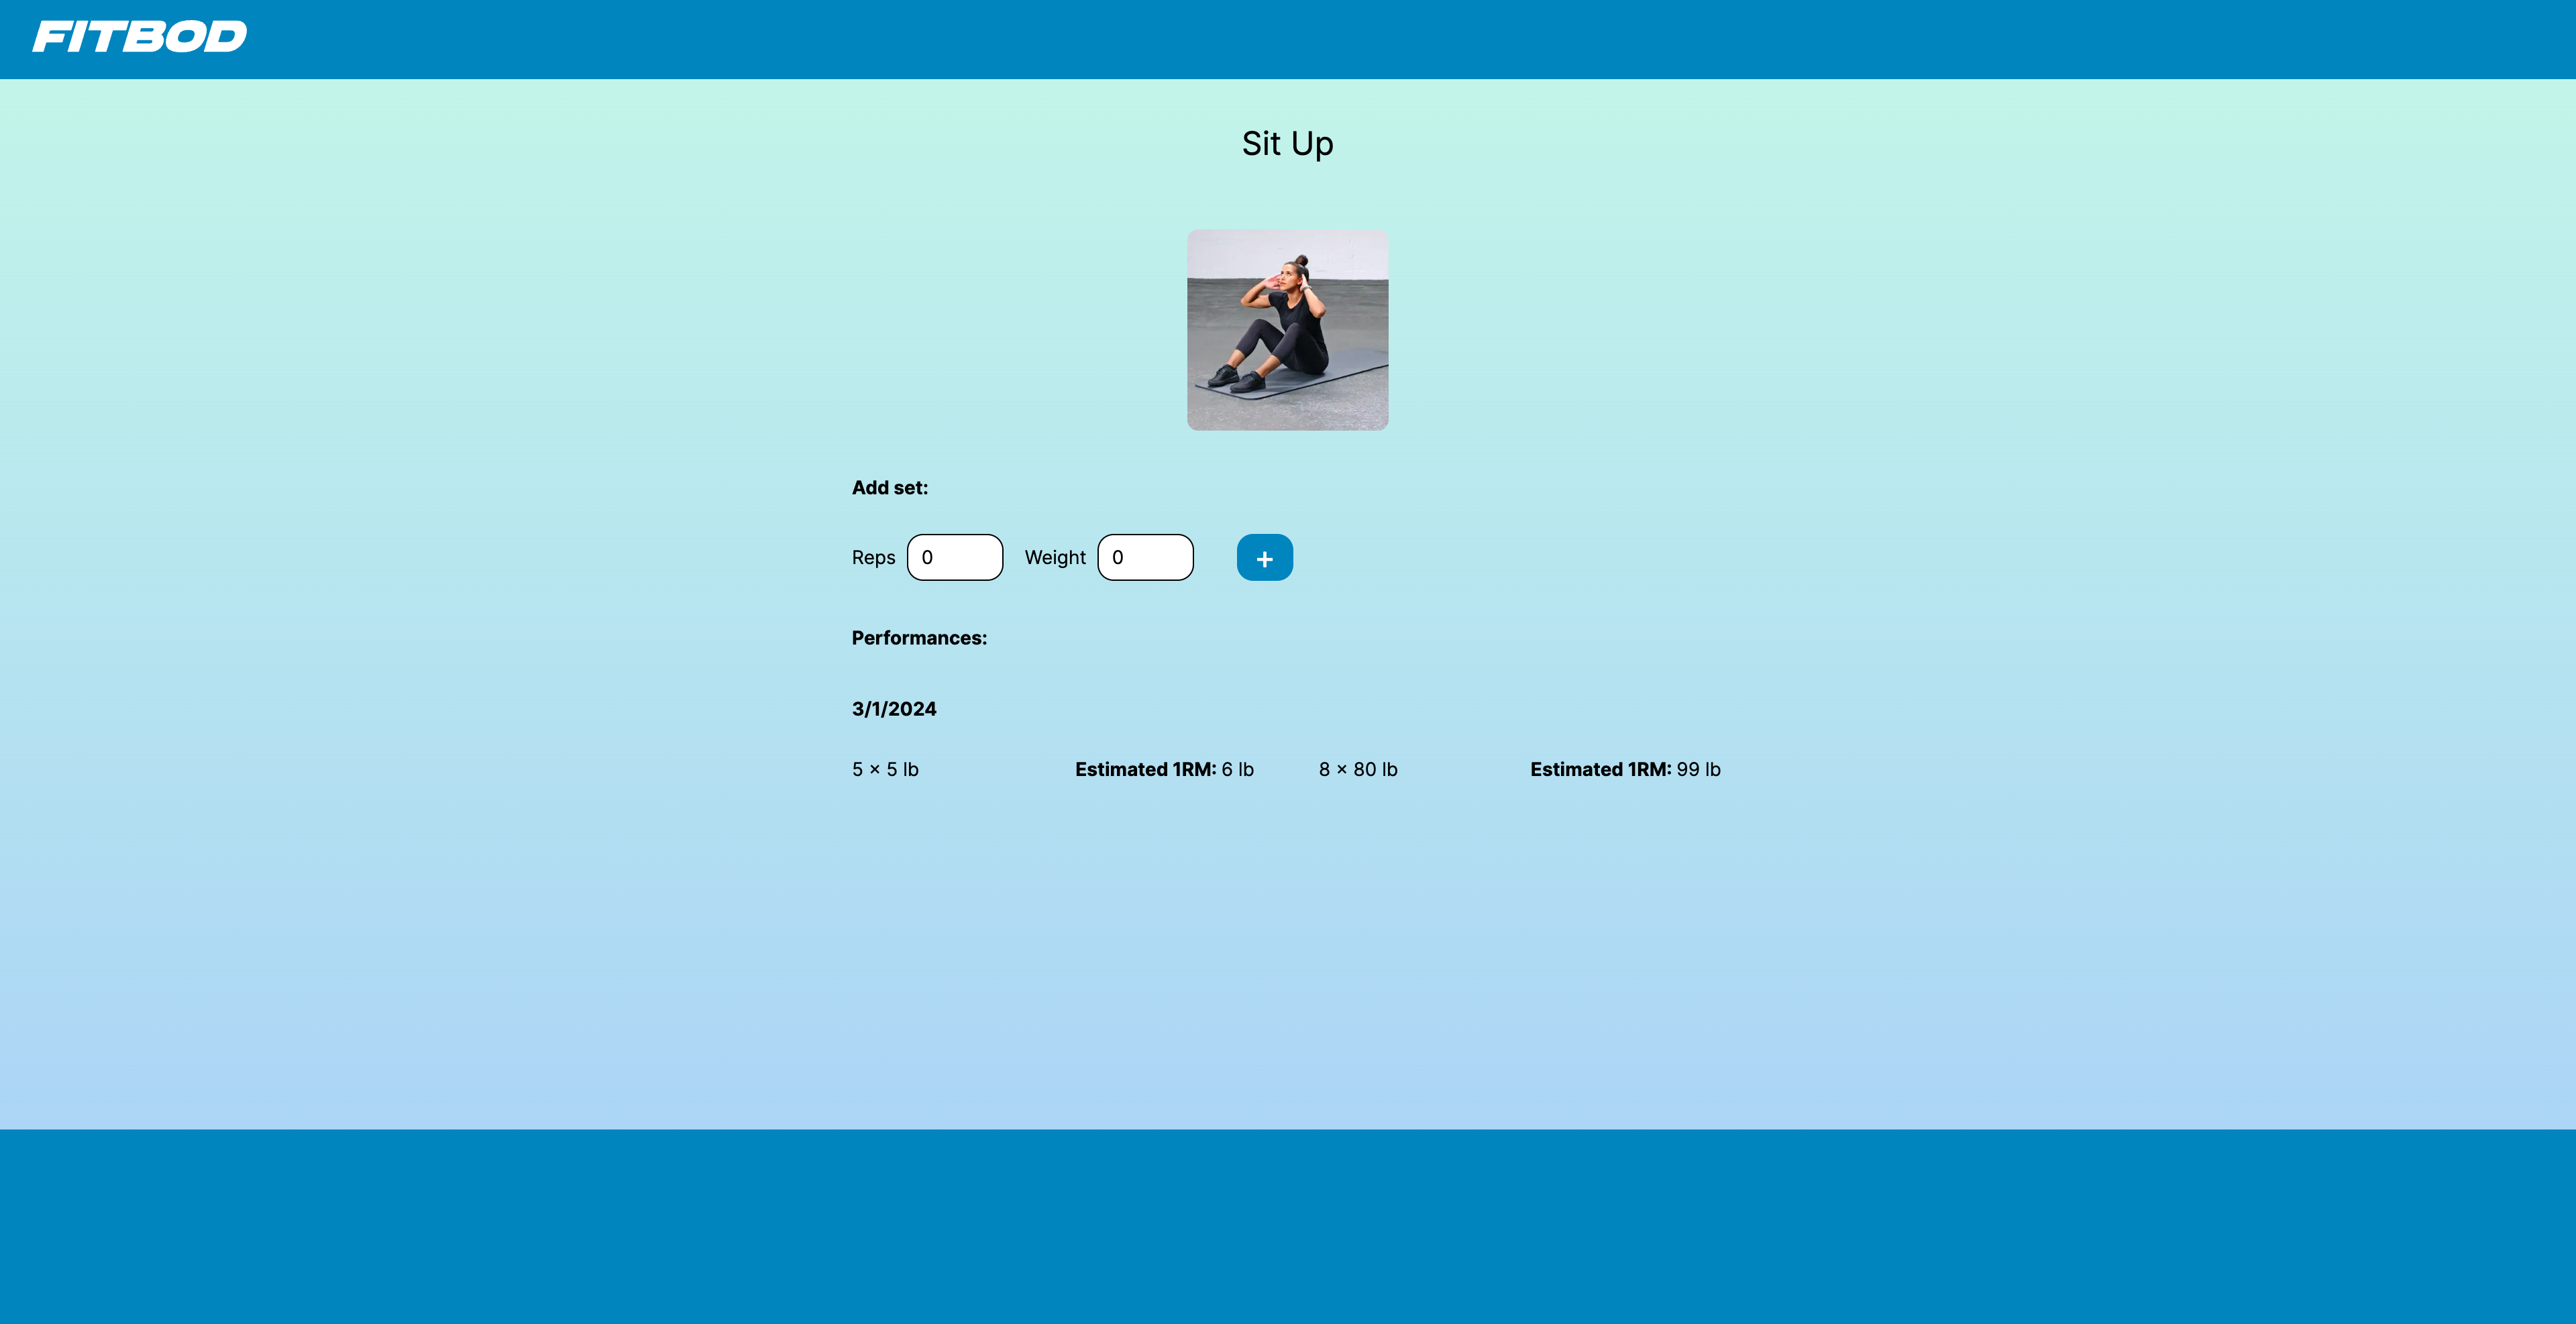 FITBOD
Sit Up
Add set:
Reps 0 Weight 0 +
Performances:
3/1/2024
5 × 5 lb Estimated 1RM: 6 lb 8 × 80 lb Estimated 1RM: 99 lb